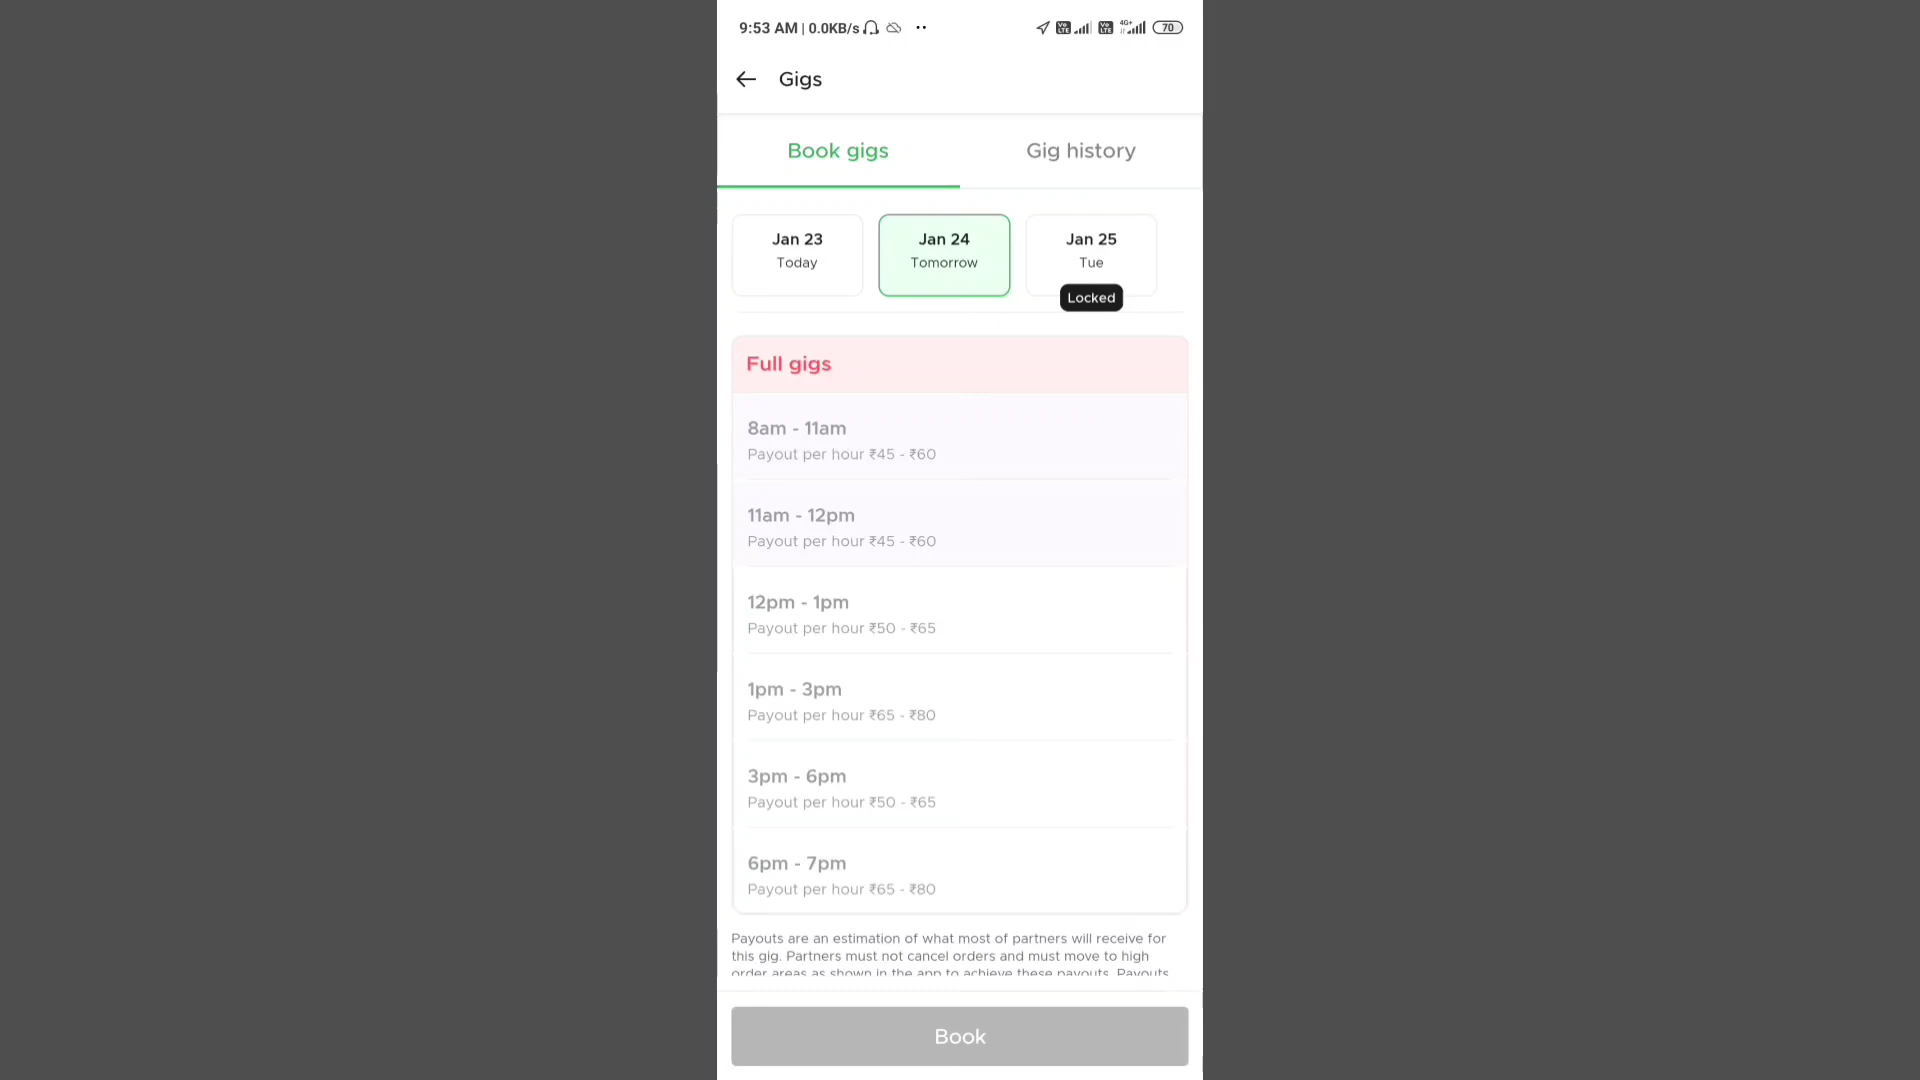 9:53 AM | 0.0KB/s 4G+ 70
Gigs
Book gigs Gig history
Jan 23 Jan 24 Jan 25
Today Tomorrow Tue
Locked
Full gigs
8am - 11am
Payout per hour ₹45 - ₹60
11am - 12pm
Payout per hour ₹45 - ₹60
12pm - 1pm
Payout per hour ₹50 - ₹65
1pm - 3pm
Payout per hour ₹65 - ₹80
3pm - 6pm
Payout per hour ₹50 - ₹65
6pm - 7pm
Payout per hour ₹65 - ₹80
Payouts are an estimation of what most of partners will receive for
this gig. Partners must not cancel orders and must move to high
order areas as shown in the app to achieve these payouts. Payouts
Book